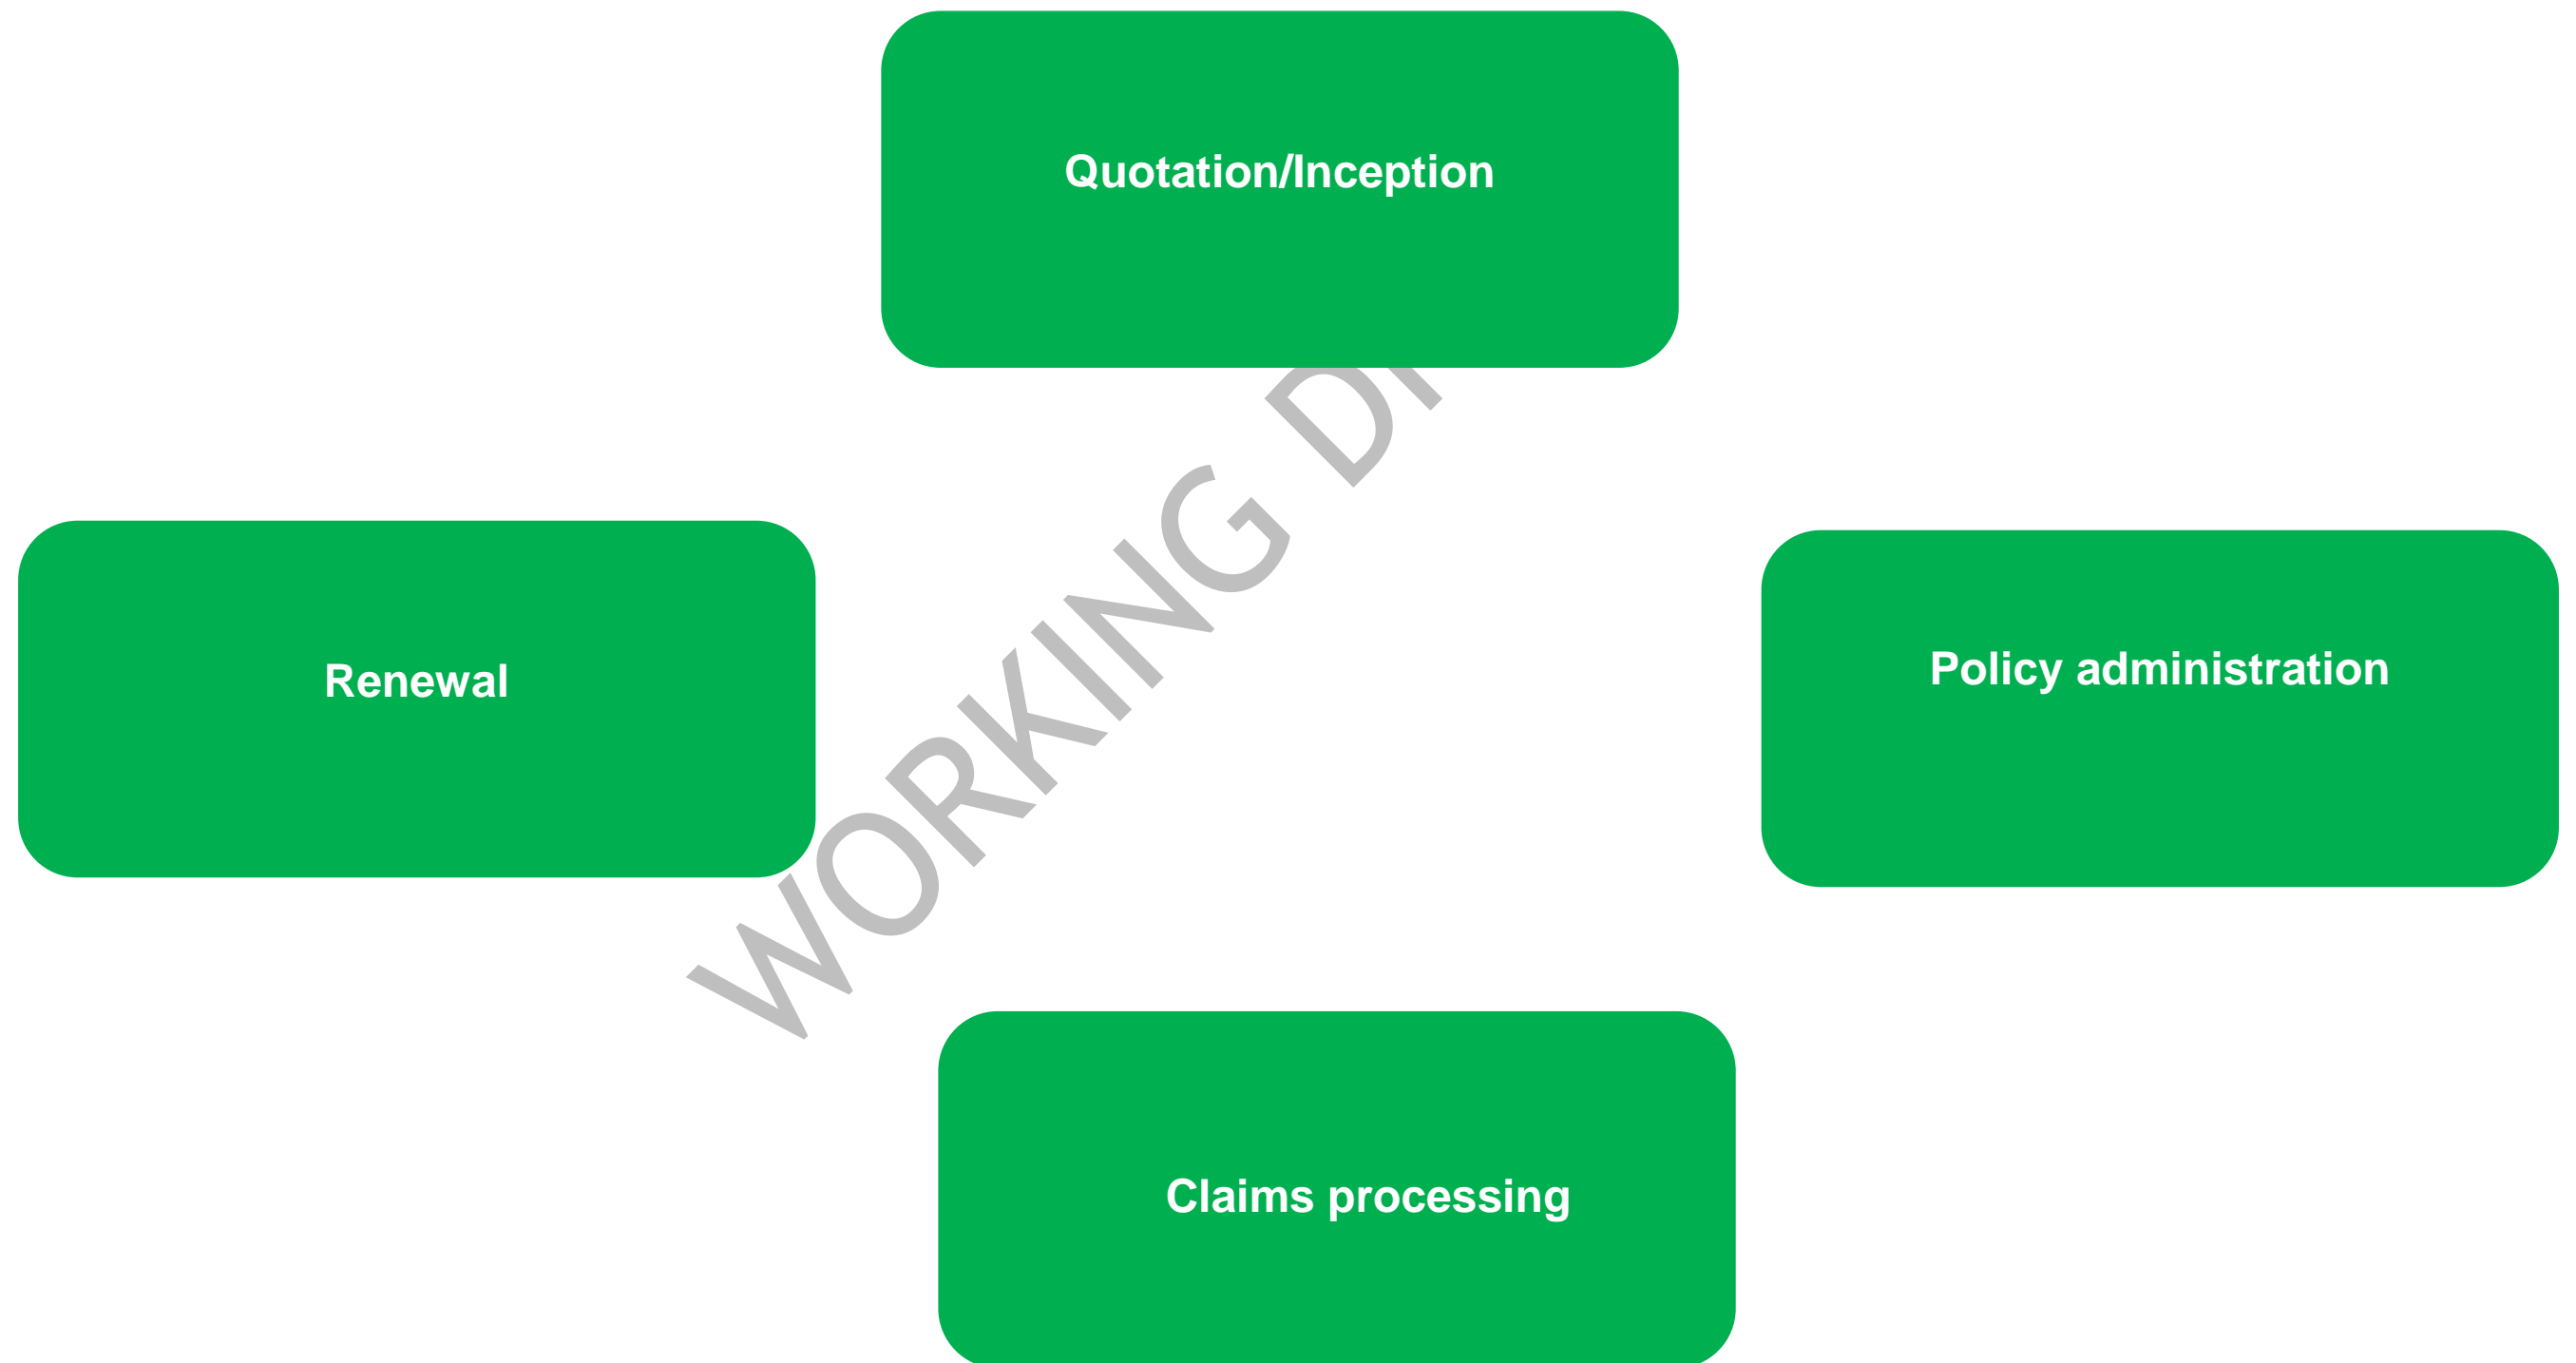 Quotation/Inception
Renewal
Policy administration
WORKING
Claims processing